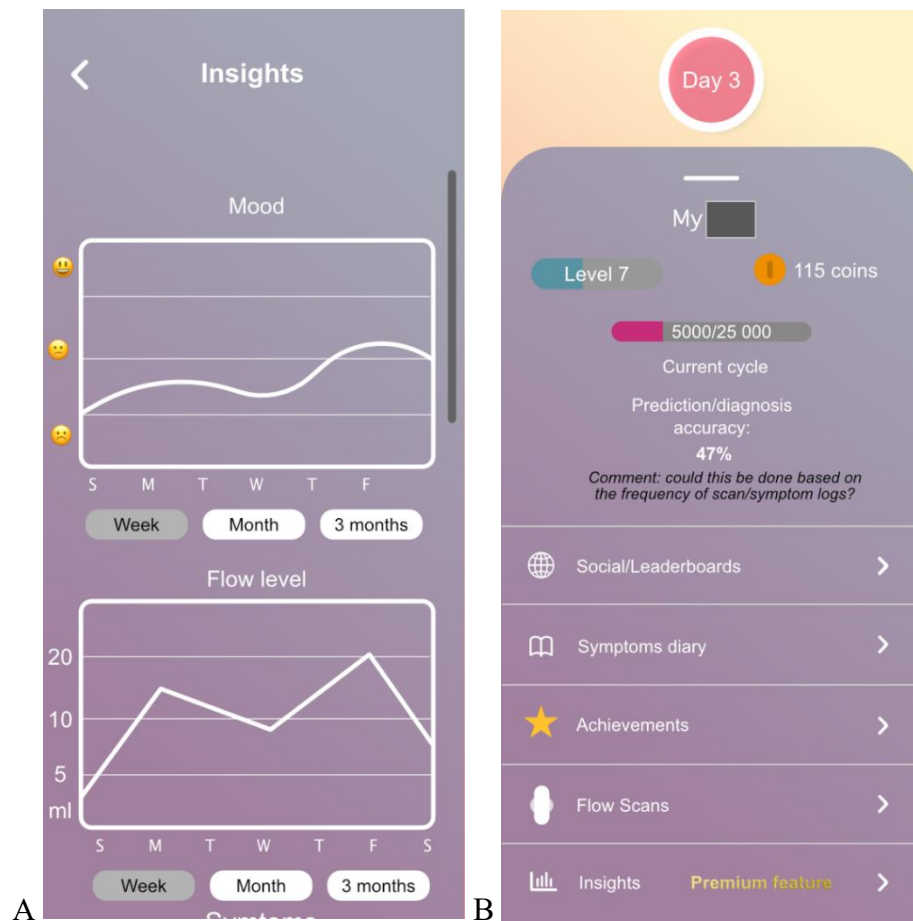 Insights
Mood
S M T W T F
Week Month 3 months
Flow level
20
10
5
ml
S M T W T F S
Week Month 3 months
Symtoms
A
Day 3
My
Level 7
115 coins
5000/25 000
Current cycle
Prediction/diagnosis
accuracy:
47%
Comment: could this be done based on
the frequency of scan/symptom logs?
Social/Leaderboards
Symptoms diary
Achievements
Flow Scans
Insights Premium feature
B